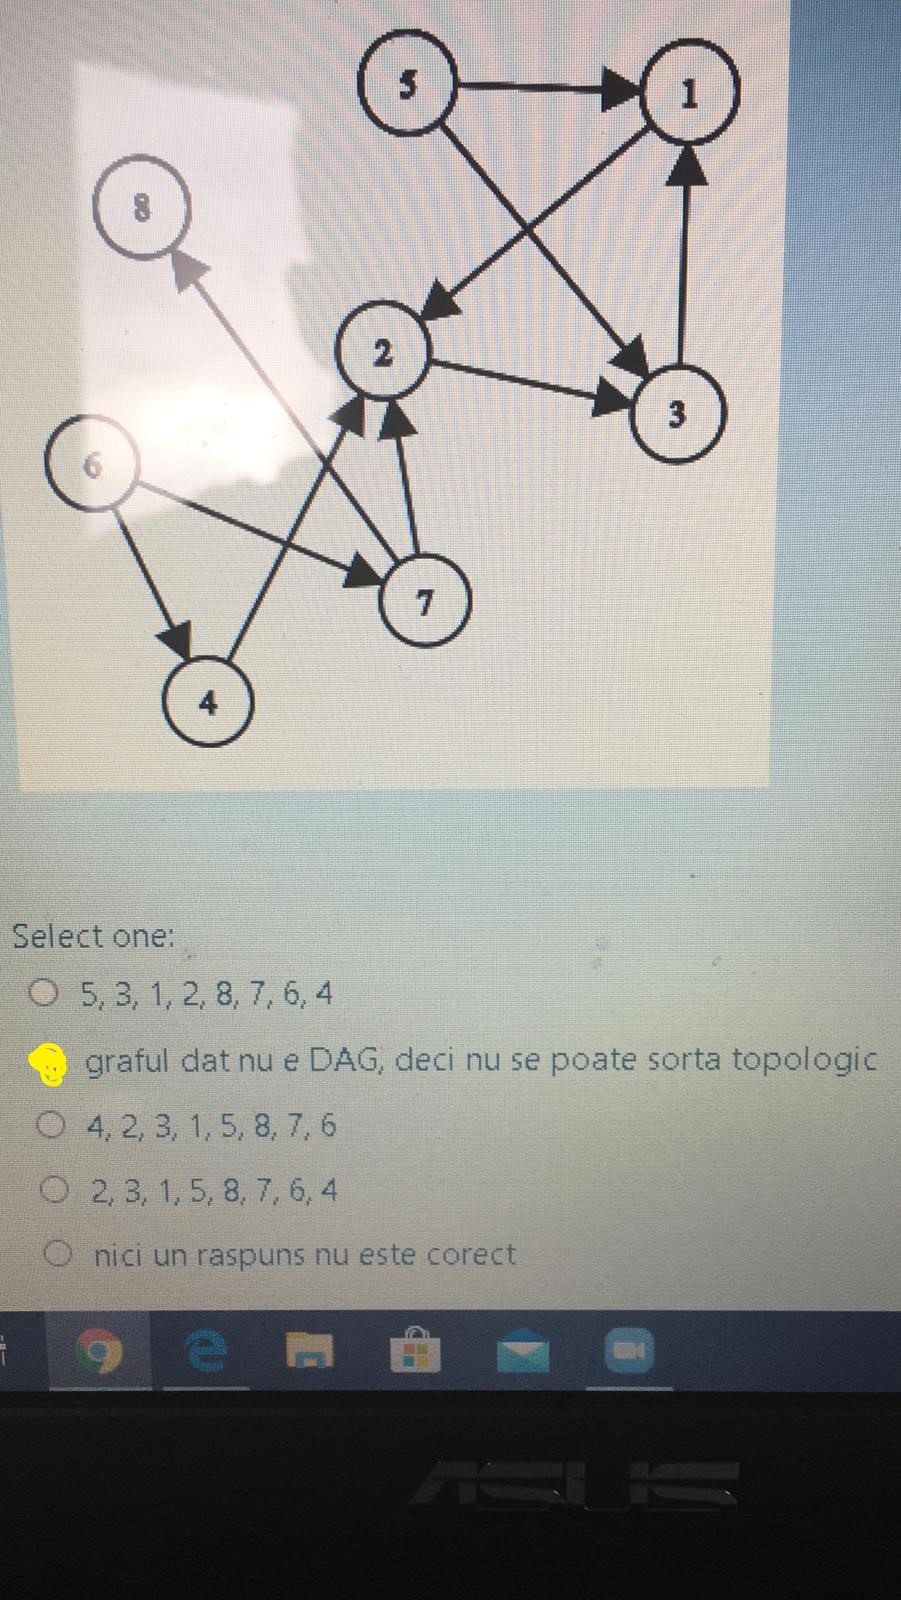 5
1
8
2
3
6
7
4
Select one:
5, 3, 1, 2, 8, 7, 6, 4
graful dat nu e DAG, deci nu se poate sorta topologic
4, 2, 3, 1, 5, 8, 7, 6
2, 3, 1, 5, 8, 7, 6, 4
nici un raspuns nu este corect
ASUS